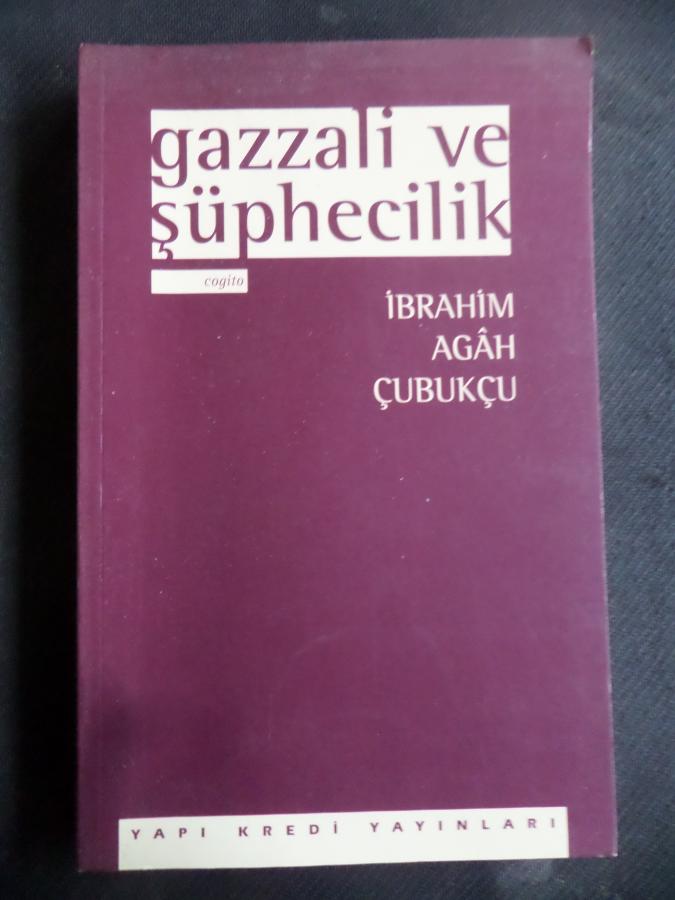 gazzali ve
şüphecilik
cogito
İBRAHİM
AGÂH
ÇUBUKÇU
YAPI KREDİ YAYINLARI